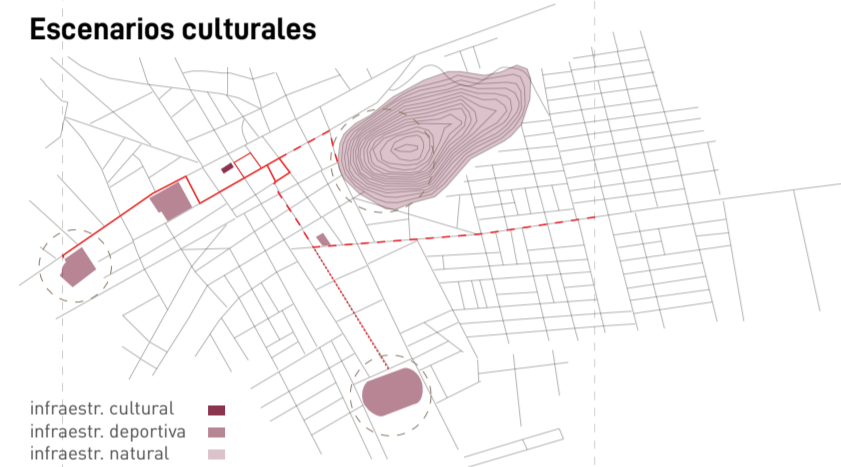 Escenarios culturales
infraestr. cultural
infraestr. deportiva
infraestr. natural